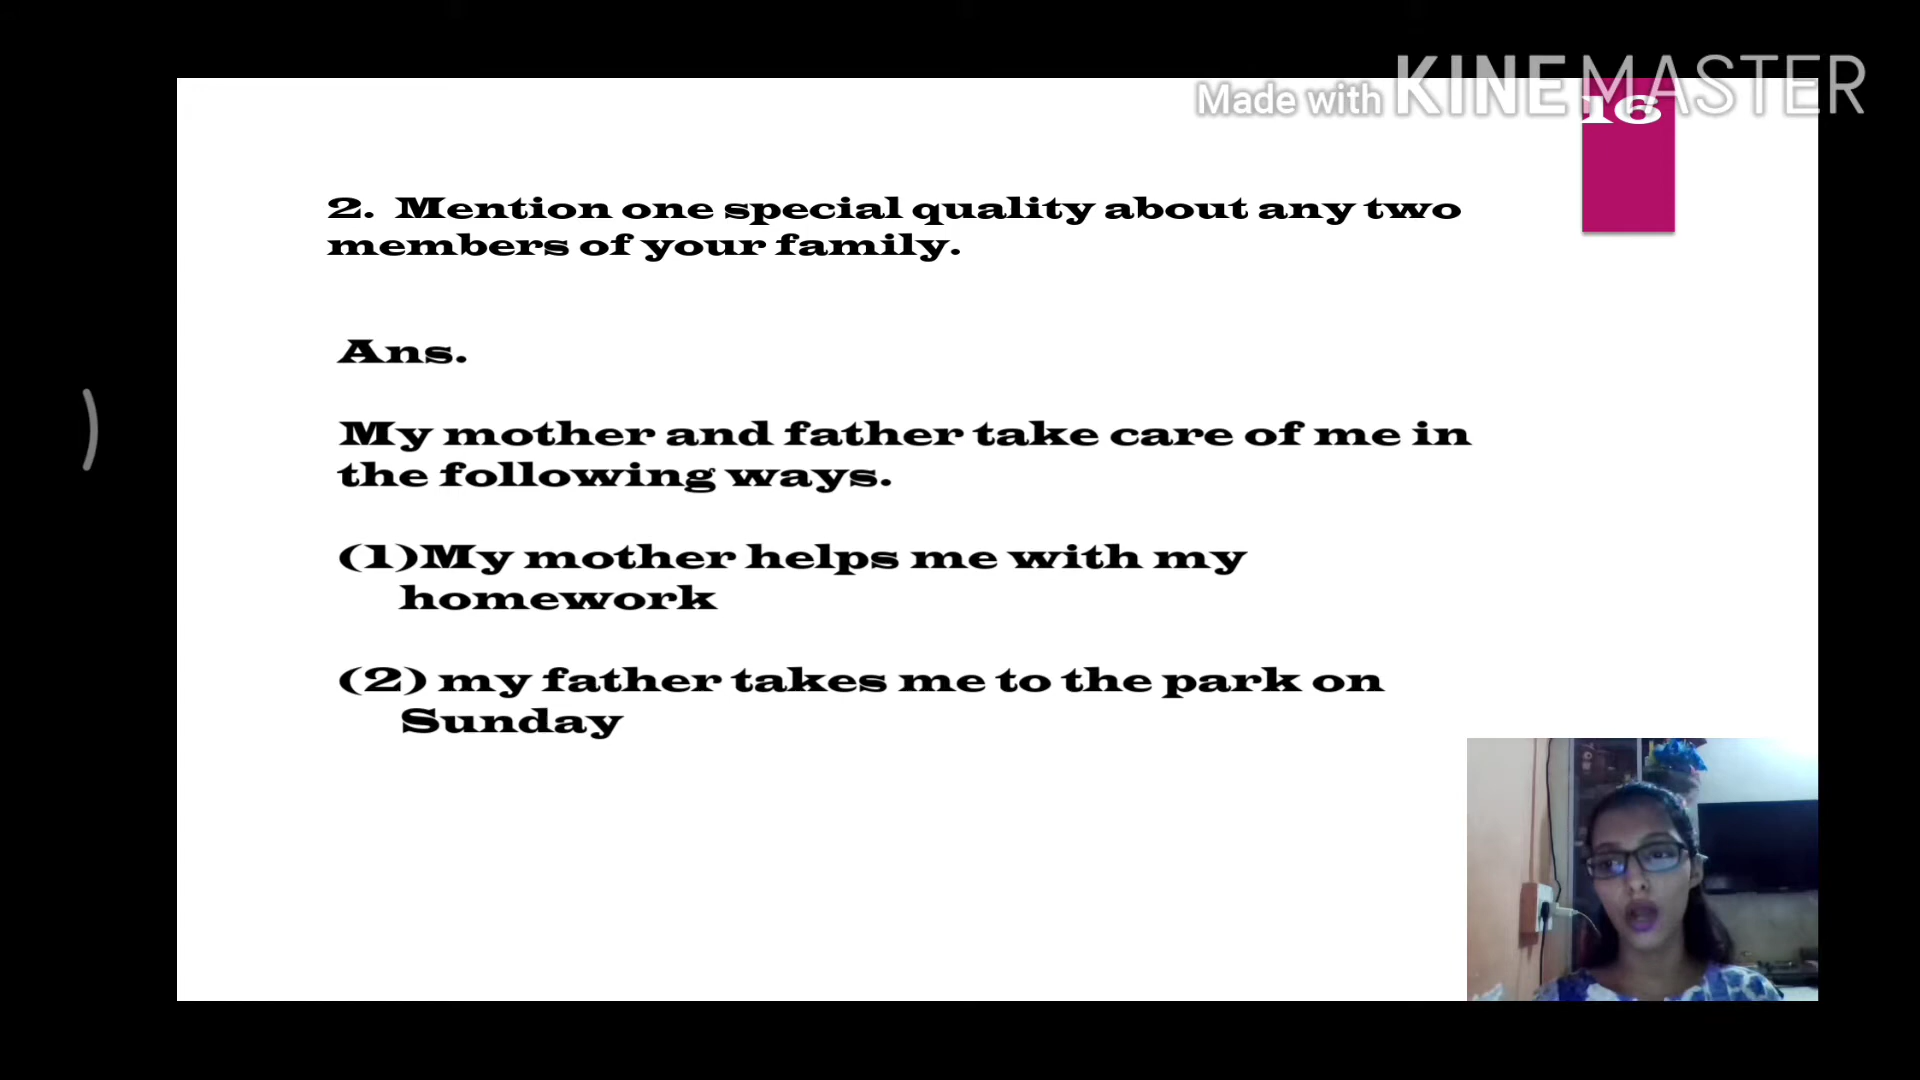 Made with KINEMASTER
16
2. Mention one special quality about any two
members of your family.
Ans.
My mother and father take care of me in
the following ways.
(1)My mother helps me with my
homework
(2) my father takes me to the park on
Sunday